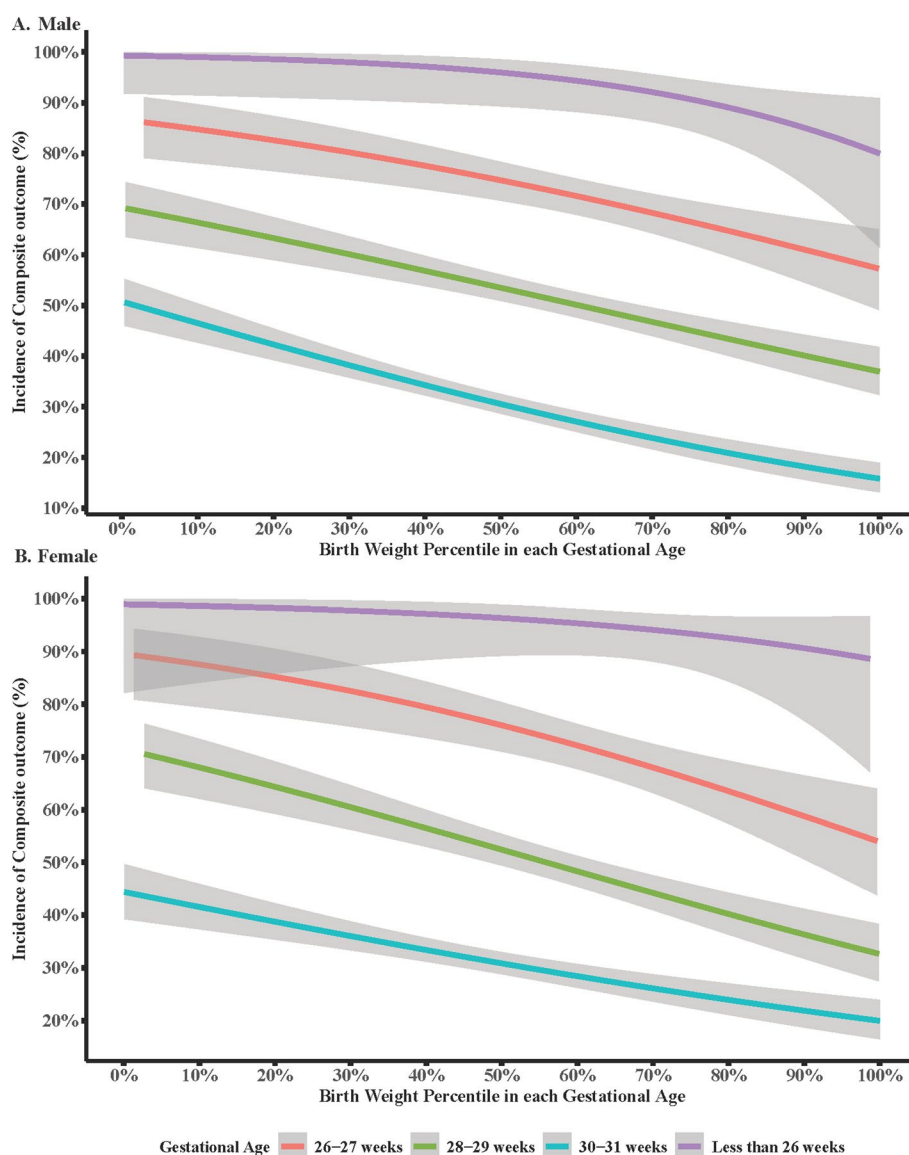 A. Male
Incidence of Composite outcome (%)
100%
90%
80%
70%
60%
50%
40%
30%
20%
10%
0% 10% 20% 30% 40% 50% 60% 70% 80% 90% 100%
Birth Weight Percentile in each Gestational Age
B. Female
Incidence of Composite outcome (%)
100%
90%
80%
70%
60%
50%
40%
30%
20%
0% 10% 20% 30% 40% 50% 60% 70% 80% 90% 100%
Birth Weight Percentile in each Gestational Age
Gestational Age 26–27 weeks 28–29 weeks 30–31 weeks Less than 26 weeks